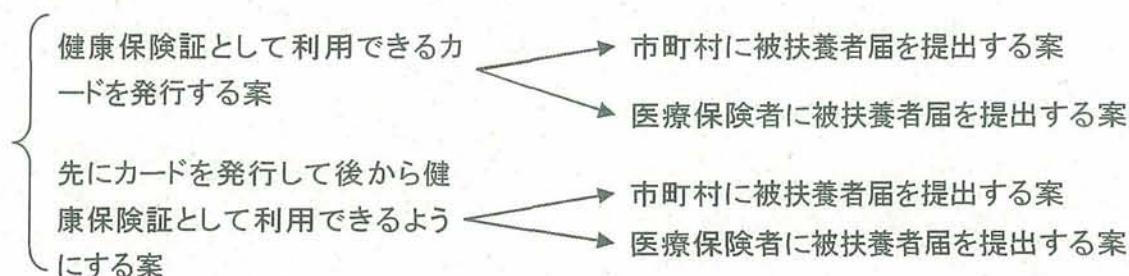 健康保険証として利用できるカ
ードを発行する案
市町村に被扶養者届を提出する案
医療保険者に被扶養者届を提出する案
先にカードを発行して後から健
康保険証として利用できるよう
にする案
市町村に被扶養者届を提出する案
医療保険者に被扶養者届を提出する案